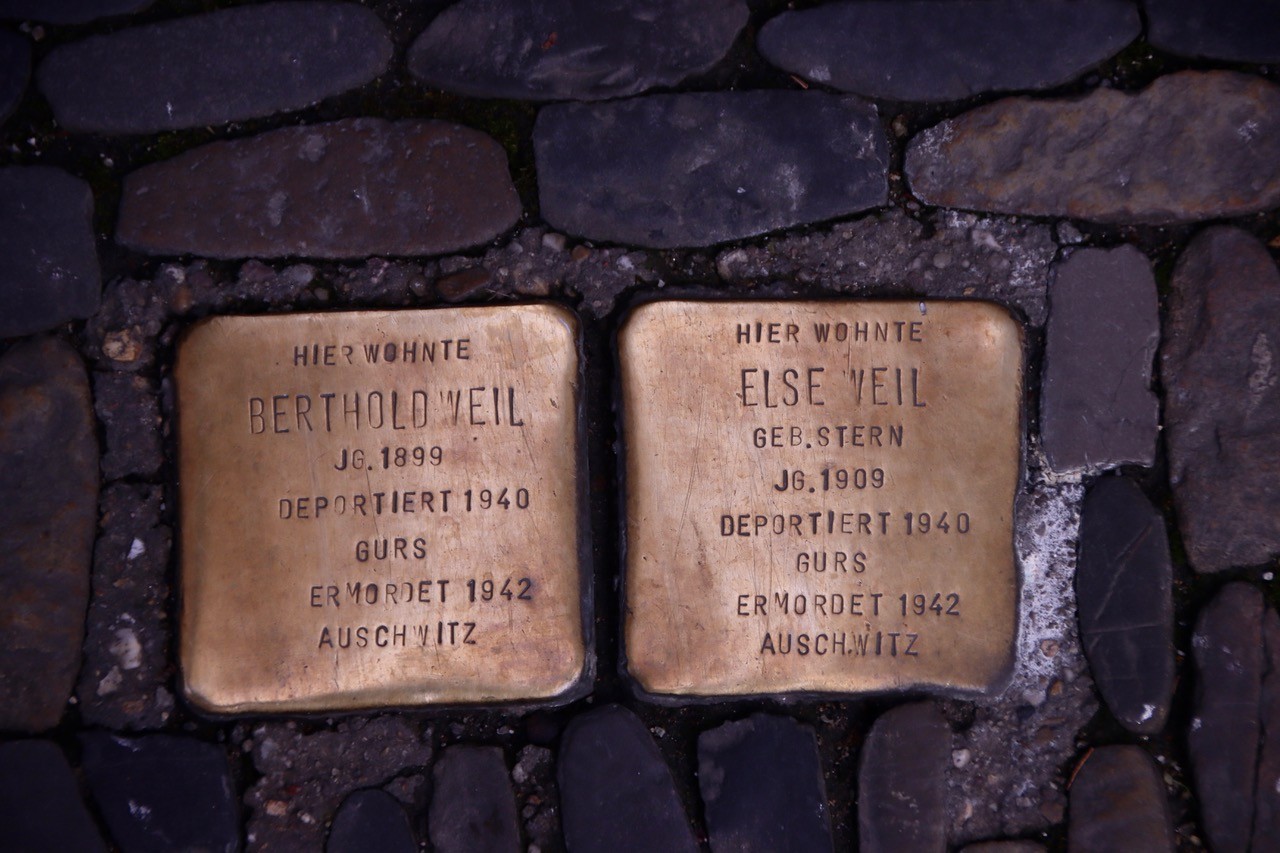 HIER WOHNTE
BERTHOLD WEIL
JG. 1899
DEPORTIERT 1940
GURS
ERMORDET 1942
AUSCHWITZ
HIER WOHNTE
ELSE WEIL
GEB. STERN
JG. 1909
DEPORTIERT 1940
GURS
ERMORDET 1942
AUSCHWITZ